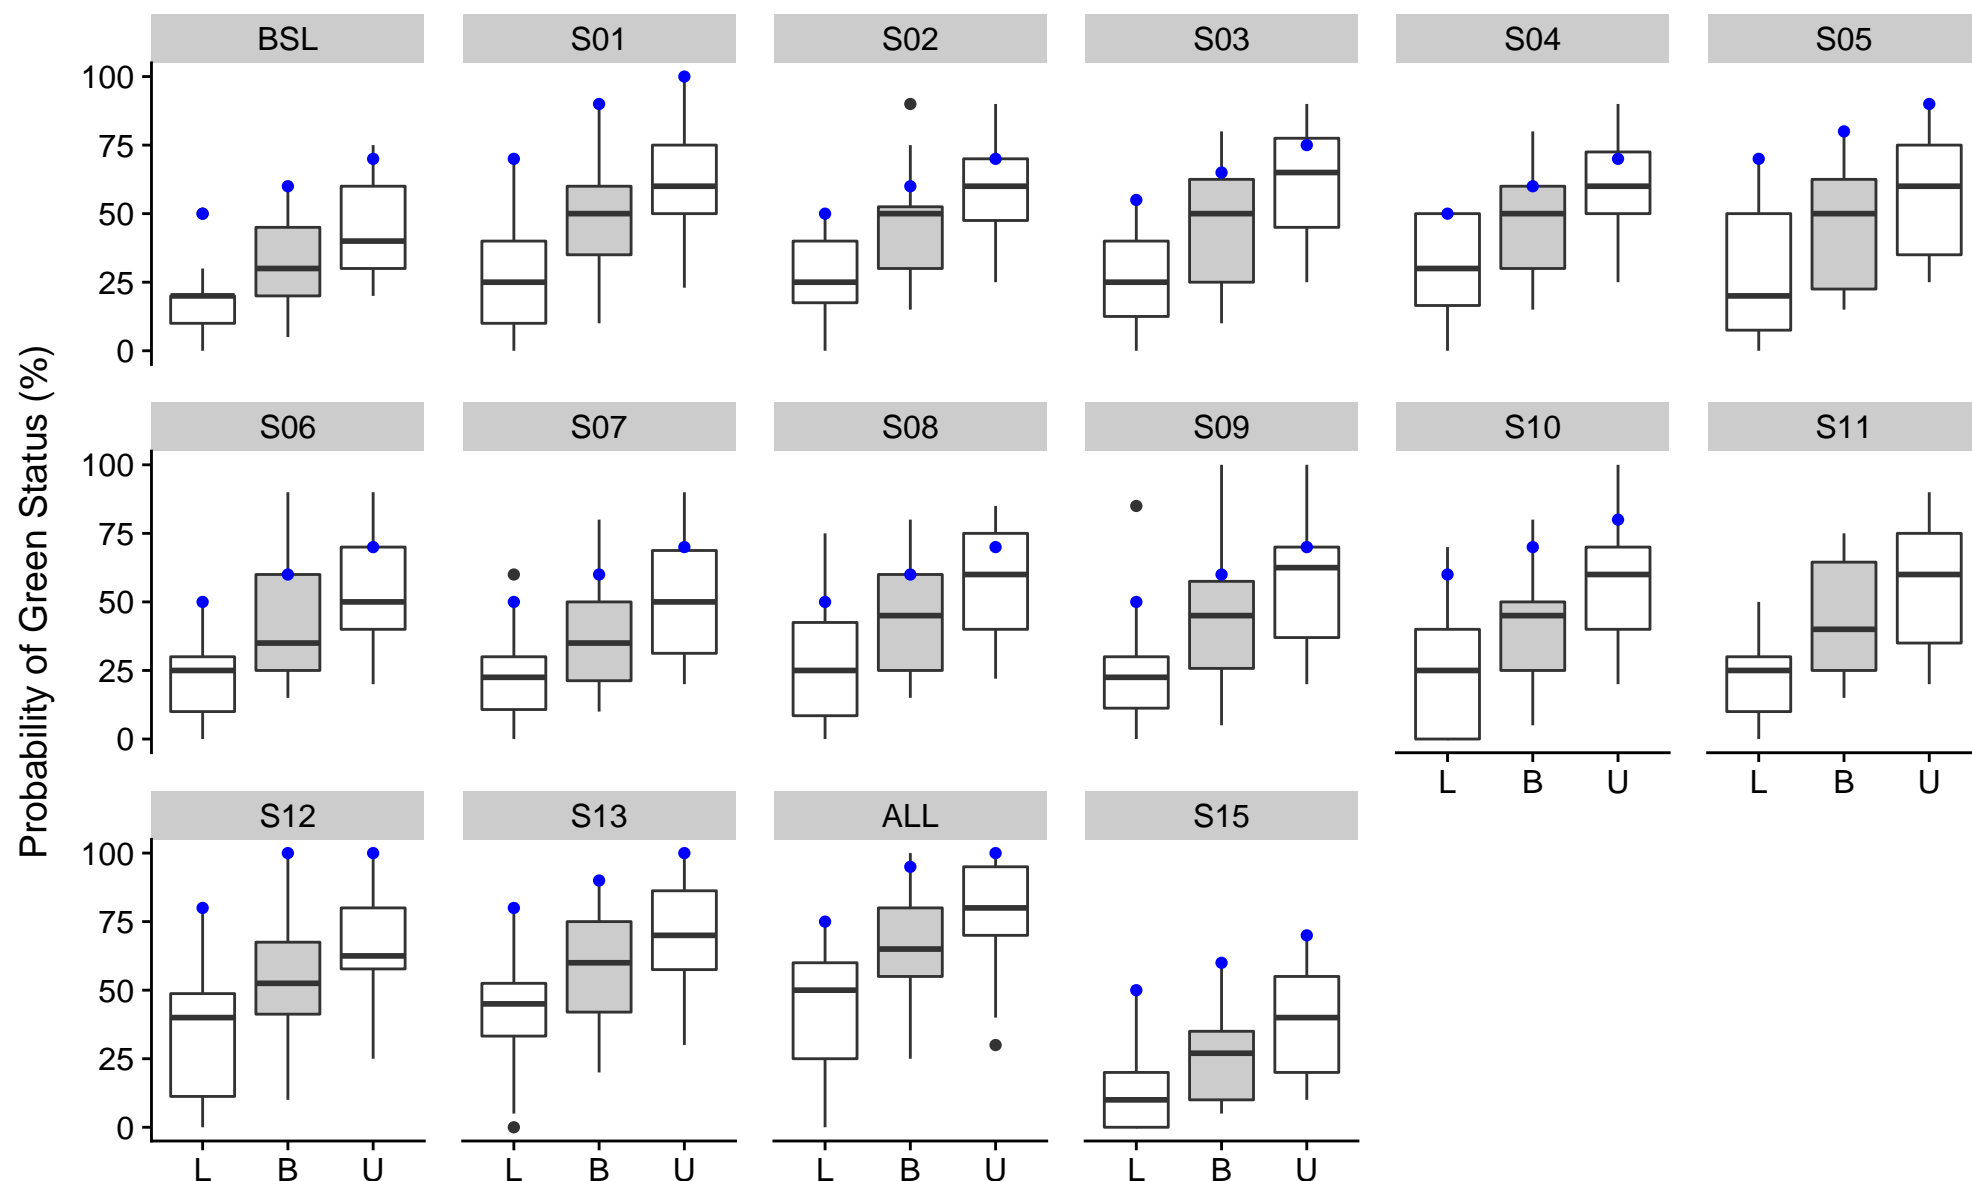 Probability of Green Status (%)
BSL S01 S02 S03 S04 S05
100
75
50
25
0
S06 S07 S08 S09 S10 S11
100
75
50
25
0
L B U L B U
S12 S13 ALL S15
100
75
50
25
0
L B U L B U L B U L B U